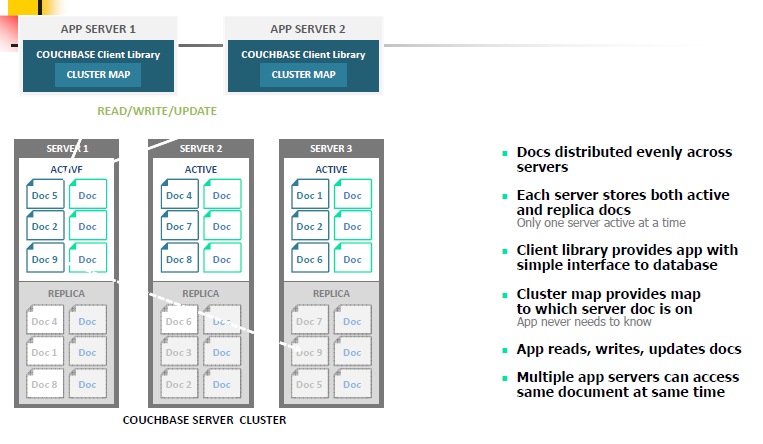 APP SERVER 1
COUCHBASE Client Library
CLUSTER MAP
APP SERVER 2
COUCHBASE Client Library
CLUSTER MAP
READ/WRITE/UPDATE
SERVER 1
ACTIVE
Doc 5 Doc
Doc 2 Doc
Doc 9 Doc
REPLICA
Doc 4 Doc
Doc 1 Doc
Doc 8 Doc
SERVER 2
ACTIVE
Doc 4 Doc
Doc 7 Doc
Doc 8 Doc
REPLICA
Doc 6 Doc
Doc 3 Doc
Doc 2 Doc
SERVER 3
ACTIVE
Doc 1 Doc
Doc 2 Doc
Doc 6 Doc
REPLICA
Doc 7 Doc
Doc 9 Doc
Doc 5 Doc
COUCHBASE SERVER CLUSTER
Docs distributed evenly across
servers
Each server stores both active
and replica docs
Only one server active at a time
Client library provides app with
simple interface to database
Cluster map provides map
to which server doc is on
App never needs to know
App reads, writes, updates docs
Multiple app servers can access
same document at same time